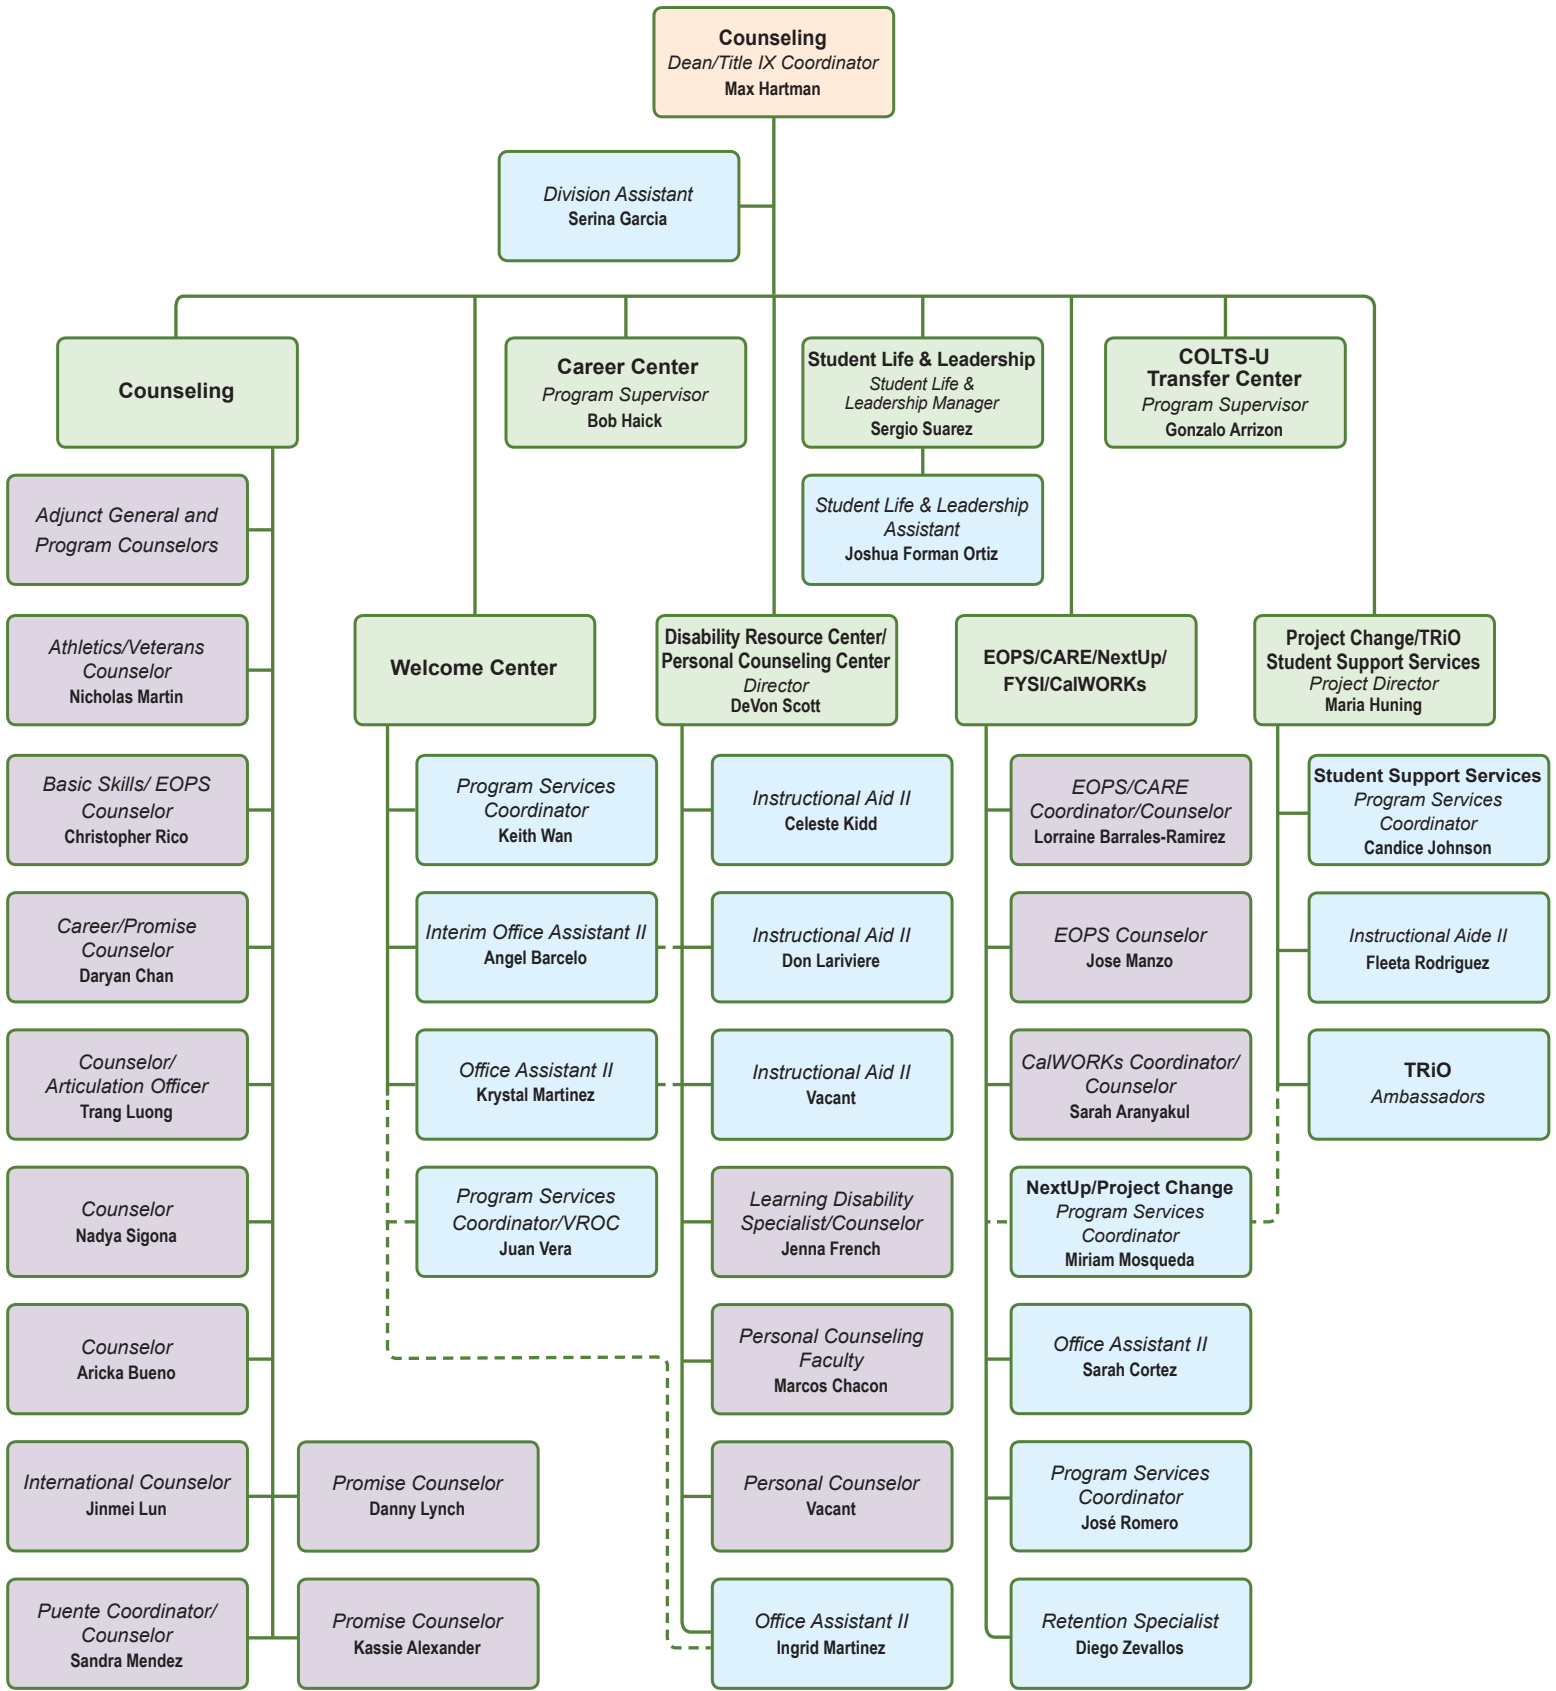 Counseling
Dean/Title IX Coordinator
Max Hartman
Division Assistant
Serina Garcia
Counseling
Career Center
Program Supervisor
Bob Haick
Student Life & Leadership
Student Life &
Leadership Manager
Sergio Suarez
COLTS-U
Transfer Center
Program Supervisor
Gonzalo Arrizon
Student Life & Leadership
Assistant
Joshua Forman Ortiz
Adjunct General and
Program Counselors
Athletics/Veterans
Counselor
Nicholas Martin
Basic Skills/ EOPS
Counselor
Christopher Rico
Career/Promise
Counselor
Daryan Chan
Counselor/
Articulation Officer
Trang Luong
Counselor
Nadya Sigona
Counselor
Aricka Bueno
International Counselor
Jinmei Lun
Promise Counselor
Danny Lynch
Puente Coordinator/
Counselor
Sandra Mendez
Promise Counselor
Kassie Alexander
Welcome Center
Program Services
Coordinator
Keith Wan
Interim Office Assistant II
Angel Barcelo
Office Assistant II
Krystal Martinez
Program Services
Coordinator/VROC
Juan Vera
Disability Resource Center/
Personal Counseling Center
Director
DeVon Scott
Instructional Aid II
Celeste Kidd
Instructional Aid II
Don Lariviere
Instructional Aid II
Vacant
Learning Disability
Specialist/Counselor
Jenna French
Personal Counseling
Faculty
Marcos Chacon
Personal Counselor
Vacant
Office Assistant II
Ingrid Martinez
EOPS/CARE/NextUp/
FYSI/CalWORKs
EOPS/CARE
Coordinator/Counselor
Lorraine Barrales-Ramirez
EOPS Counselor
Jose Manzo
CalWORKs Coordinator/
Counselor
Sarah Aranyakul
NextUp/Project Change
Program Services
Coordinator
Miriam Mosqueda
Office Assistant II
Sarah Cortez
Program Services
Coordinator
José Romero
Retention Specialist
Diego Zevallos
Project Change/TRiO
Student Support Services
Project Director
Maria Huning
Student Support Services
Program Services
Coordinator
Candice Johnson
Instructional Aide II
Fleeta Rodriguez
TRiO
Ambassadors